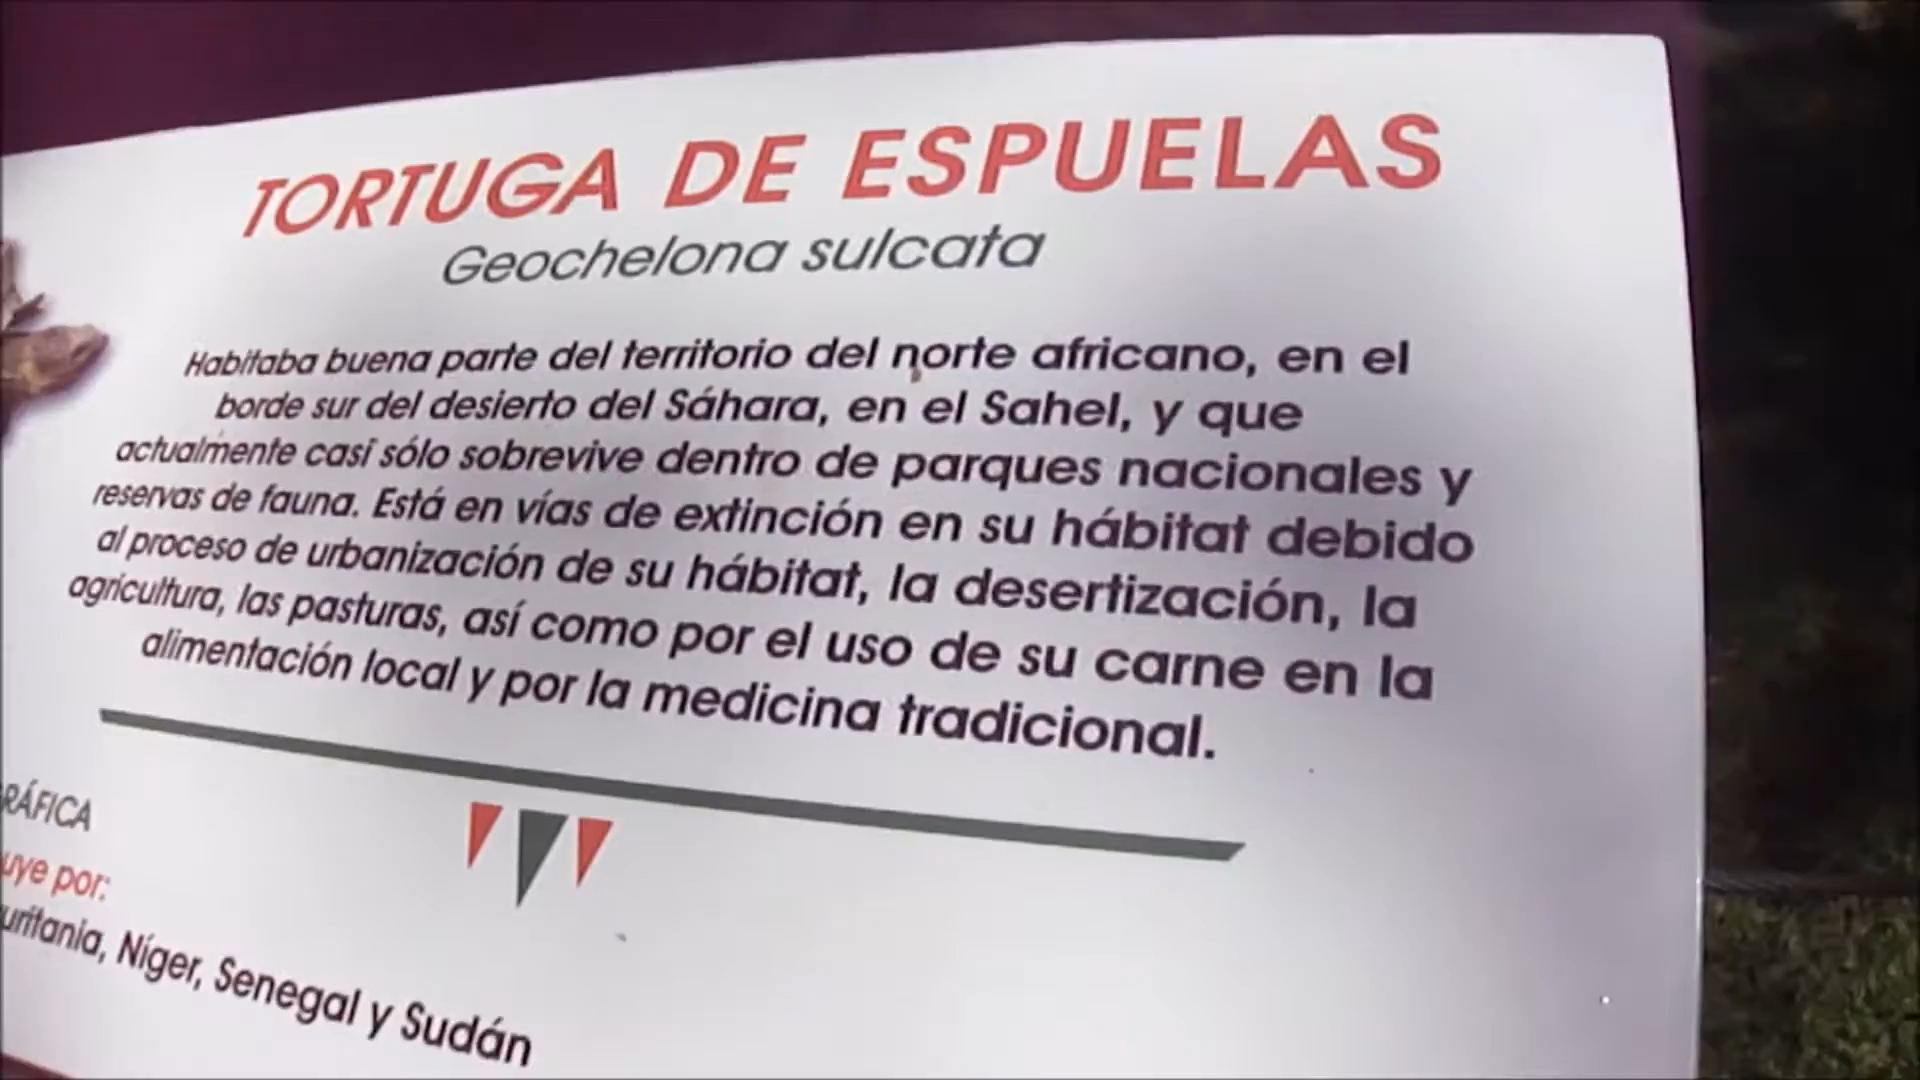 TORTUGA DE ESPUELAS
Geochelona sulcata
Habitaba buena parte del territorio del norte africano, en el
borde sur del desierto del Sáhara, en el Sahel, y que
actualmente casi sólo sobrevive dentro de parques nacionales y
reservas de fauna. Está en vías de extinción en su hábitat debido
al proceso de urbanización de su hábitat, la desertización, la
agricultura, las pasturas, así como por el uso de su carne en la
alimentación local y por la medicina tradicional.
RÁFICA
uye por:
uritania, Níger, Senegal y Sudán